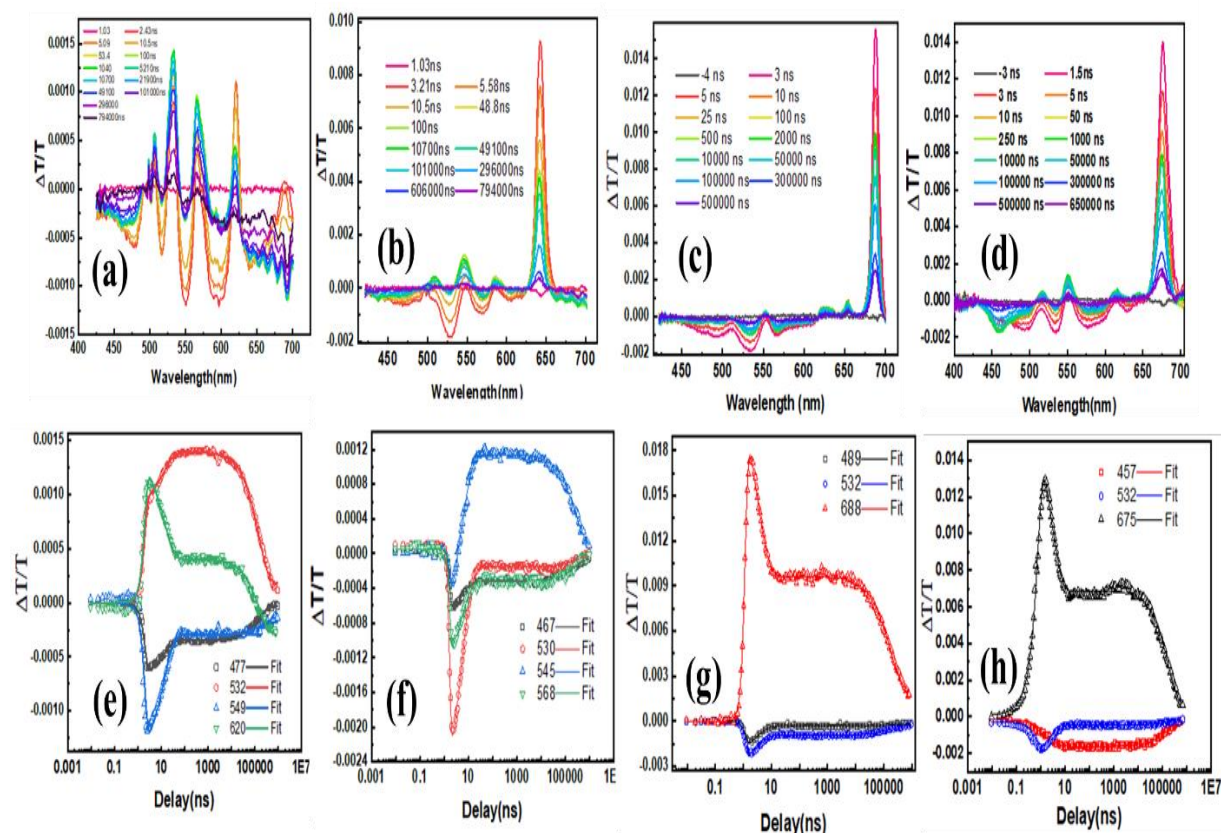 0.0015
0.0010
0.0005
0.0000
-0.0005
-0.0010
-0.0015
ΔT/T
1.03
2.43ns
5.09
10.5ns
53.4
100ns
1040
5210ns
10700
21900ns
49100
101000ns
296000
794000ns
(a)
450 500 550 600 650 700
Wavelength(nm)
0.010
0.008
0.006
0.004
0.002
0.000
-0.002
ΔT/T
(b)
1.03ns
3.21ns 5.58ns
10.5ns 48.8ns
100ns
10700ns 49100ns
101000ns 296000ns
606000ns 794000ns
450 500 550 600 650 700
Wavelength(nm)
0.016
0.014
0.012
0.010
0.008
0.006
0.004
0.002
0.000
-0.002
ΔT/T
-4 ns 3 ns
5 ns 10 ns
25 ns 100 ns
500 ns 2000 ns
10000 ns 50000 ns
100000 ns 300000 ns
500000 ns
(c)
450 500 550 600 650 700
Wavelength (nm)
0.016
0.014
0.012
0.010
0.008
0.006
0.004
0.002
0.000
-0.002
ΔT/T
-3 ns 1.5ns
3 ns 5 ns
10 ns 50 ns
250 ns 1000 ns
10000 ns 50000 ns
100000 ns 300000 ns
500000 ns 650000 ns
(d)
400 450 500 550 600 650 700
Wavelength (nm)
0.0015
0.0010
0.0005
0.0000
-0.0005
-0.0010
ΔT/T
(e)
477 Fit
532 Fit
549 Fit
620 Fit
0.001 0.1 10 1000 100000 1E7
Delay(ns)
0.0012
0.0008
0.0004
0.0000
-0.0004
-0.0008
-0.0012
-0.0016
-0.0020
-0.0024
ΔT/T
(f)
467 Fit
530 Fit
545 Fit
568 Fit
0.001 0.1 10 1000 100000 1E
Delay(ns)
0.018
0.015
0.012
0.009
0.006
0.003
0.000
-0.003
ΔT/T
489 Fit
532 Fit
688 Fit
(g)
0.1 10 1000 100000
Delay(ns)
0.014
0.012
0.010
0.008
0.006
0.004
0.002
0.000
-0.002
ΔT/T
457 Fit
532 Fit
675 Fit
(h)
0.001 0.1 10 1000 100000 1E7
Delay(ns)